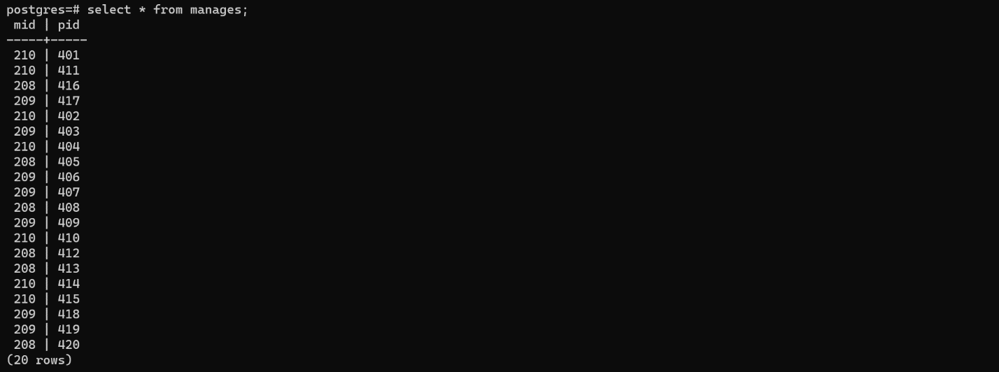 postgres=# select * from manages;
 mid | pid
-----+-----
 210 | 401
 210 | 411
 208 | 416
 209 | 417
 210 | 402
 209 | 403
 210 | 404
 208 | 405
 209 | 406
 209 | 407
 208 | 408
 209 | 409
 210 | 410
 208 | 412
 208 | 413
 210 | 414
 210 | 415
 209 | 418
 209 | 419
 208 | 420
(20 rows)